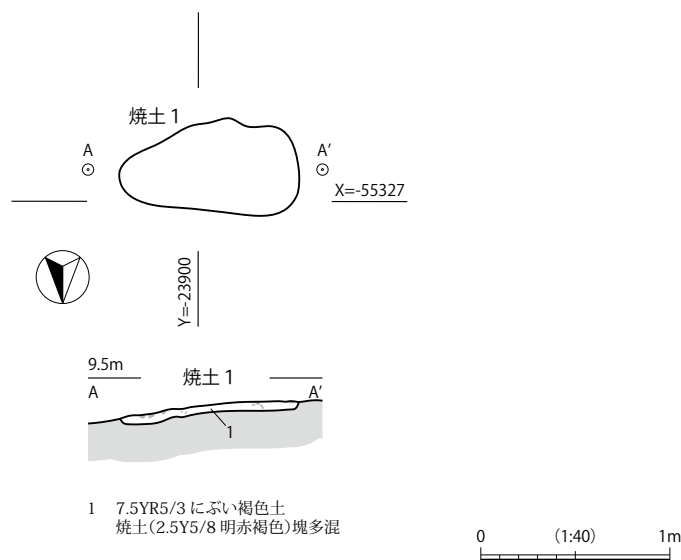 焼土 1
A
A′
X=-55327
Y=-23900
9.5m
焼土 1
A
A′
1
1 7.5YR5/3 にぶい褐色土
焼土(2.5Y5/8 明赤褐色)塊多混
0 (1:40) 1m